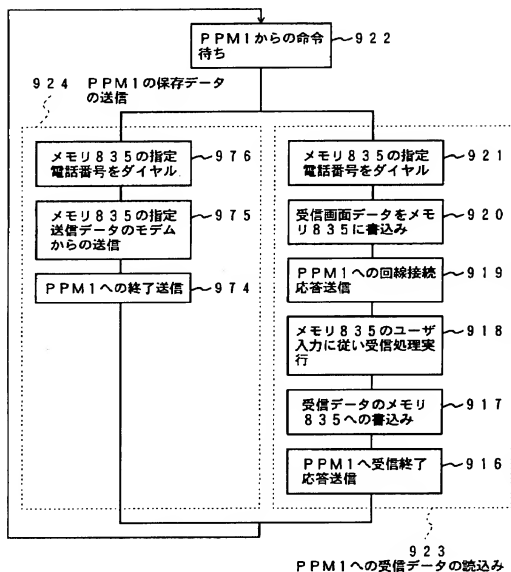 PPM1からの命令
待ち
922
924 PPM1の保存データ
の送信
メモリ835の指定
電話番号をダイヤル
976
メモリ835の指定
送信データのモデム
からの送信
975
PPM1への終了送信
974
メモリ835の指定
電話番号をダイヤル
921
受信画面データをメモ
リ835に書込み
920
PPM1への回線接続
応答送信
919
メモリ835のユーザ
入力に従い受信処理実
行
918
受信データのメモリ
835への書込み
917
PPM1へ受信終了
応答送信
916
923
PPM1への受信データの読込み